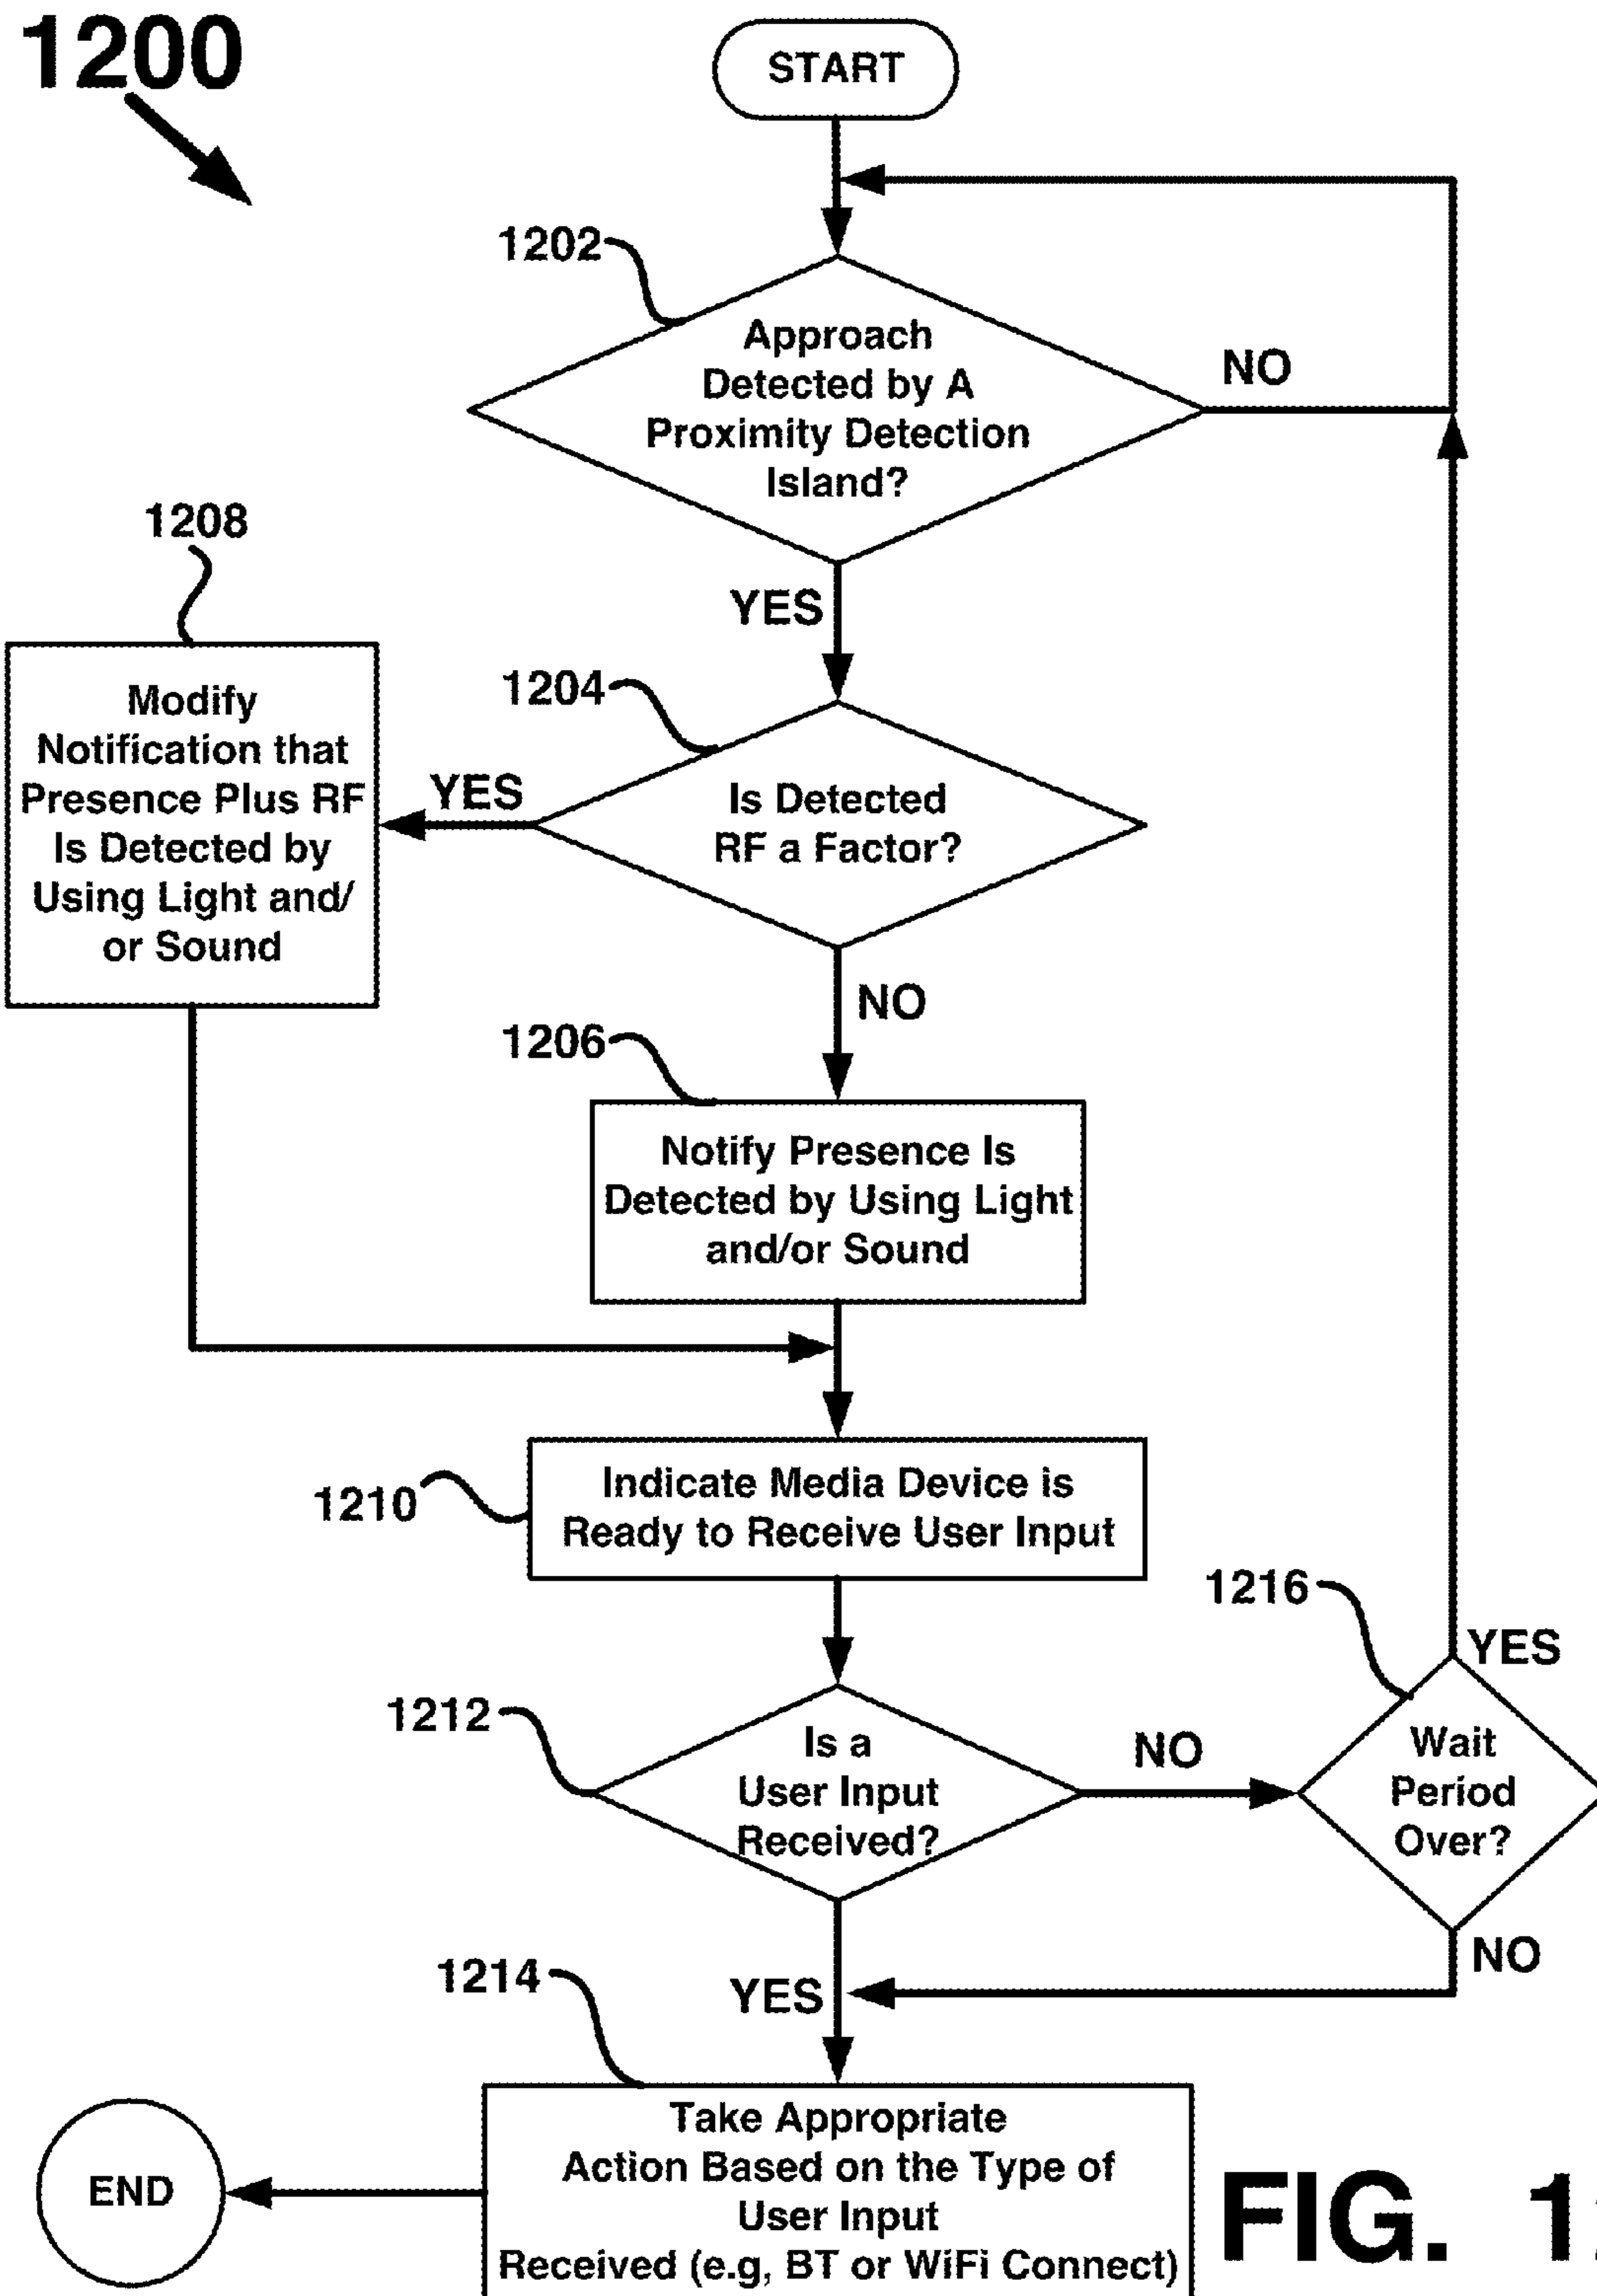 1200
START
1202
Approach
Detected by A
Proximity Detection
Island?
NO
YES
1208
Modify
Notification that
Presence Plus RF
Is Detected by
Using Light and/
or Sound
1204
YES
Is Detected
RF a Factor?
NO
1206
Notify Presence Is
Detected by Using Light
and/or Sound
1210
Indicate Media Device is
Ready to Receive User Input
1216
YES
1212
Is a
User Input
Received?
NO
Wait
Period
Over?
NO
1214
YES
Take Appropriate
Action Based on the Type of
User Input
Received (e.g, BT or WiFi Connect)
END
FIG.